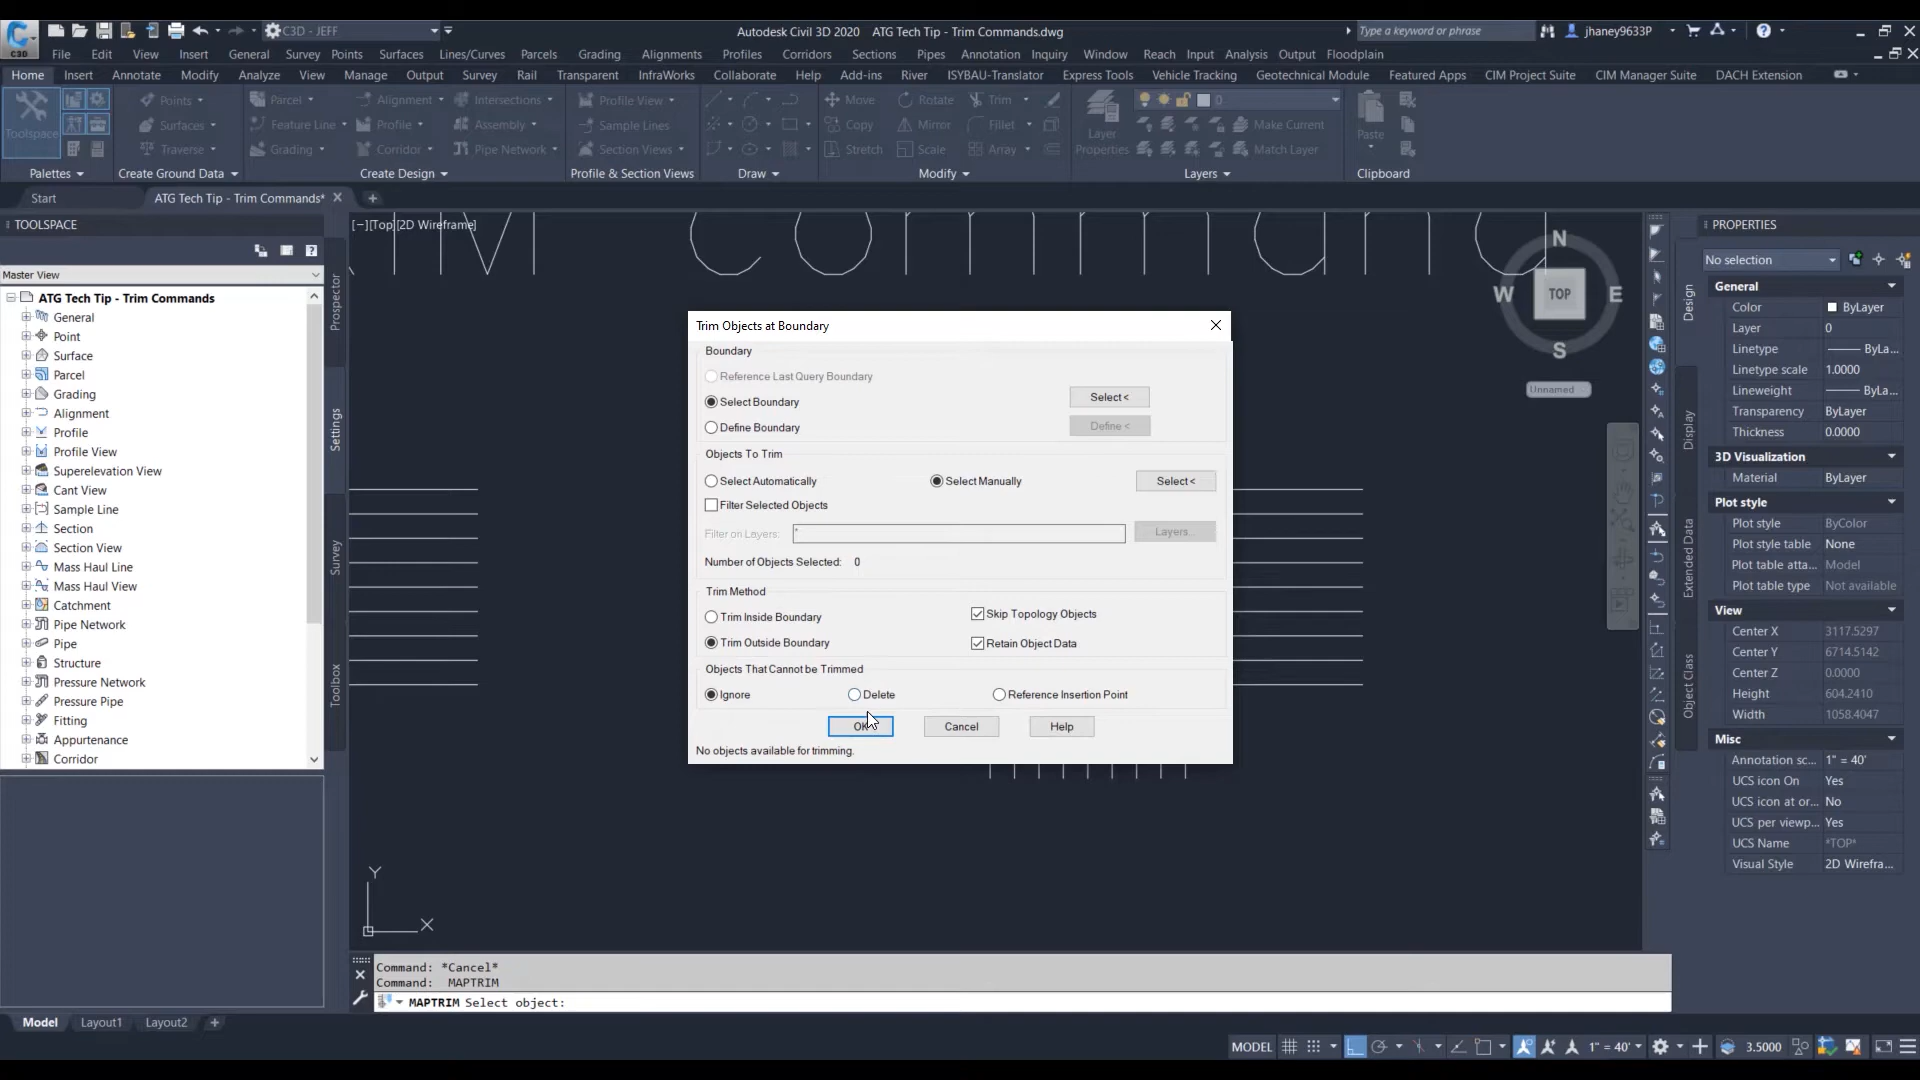 C3D - JEFF
Autodesk Civil 3D 2020 ATG Tech Tip - Trim Commands.dwg
Type a keyword or phrase
jhaney9633P
C3D
File Edit View Insert General Survey Points Surfaces Lines/Curves Parcels Grading Alignments Profiles Corridors Sections Pipes Annotation Inquiry Window Reach Input Analysis Output Floodplain
Home Insert Annotate Modify Analyze View Manage Output Survey Rail Transparent InfraWorks Collaborate Help Add-ins River ISYBAU-Translator Express Tools Vehicle Tracking Geotechnical Module Featured Apps CIM Project Suite CIM Manager Suite DACH Extension
Points Parcel Alignment Intersections Profile View Move Rotate Trim 0
Toolspace Surfaces Feature Line Profile Assembly Sample Lines Copy Mirror Fillet Layer Make Current Paste
Traverse Grading Corridor Pipe Network Section Views Stretch Scale Array Properties Match Layer
Palettes Create Ground Data Create Design Profile & Section Views Draw Modify Layers Clipboard
Start ATG Tech Tip - Trim Commands*
TOOLSPACE
Master View
ATG Tech Tip - Trim Commands
General
Point
Surface
Parcel
Grading
Alignment
Profile
Profile View
Superelevation View
Cant View
Sample Line
Section
Section View
Mass Haul Line
Mass Haul View
Catchment
Pipe Network
Pipe
Structure
Pressure Network
Pressure Pipe
Fitting
Appurtenance
Corridor
Prospector
Settings
Survey
Toolbox
[−][Top][2D Wireframe]
N
W TOP E
S
Unnamed
Trim Objects at Boundary
Boundary
Reference Last Query Boundary
Select Boundary Select <
Define Boundary Define <
Objects To Trim
Select Automatically Select Manually Select <
Filter Selected Objects
Filter on Layers: * Layers...
Number of Objects Selected: 0
Trim Method
Trim Inside Boundary Skip Topology Objects
Trim Outside Boundary Retain Object Data
Objects That Cannot be Trimmed
Ignore Delete Reference Insertion Point
OK Cancel Help
No objects available for trimming.
Y
X
Command: *Cancel*
Command: MAPTRIM
MAPTRIM Select object:
PROPERTIES
No selection
General
Color ByLayer
Layer 0
Linetype ByLa...
Linetype scale 1.0000
Lineweight ByLa...
Transparency ByLayer
Thickness 0.0000
3D Visualization
Material ByLayer
Plot style
Plot style ByColor
Plot style table None
Plot table atta... Model
Plot table type Not available
View
Center X 3117.5297
Center Y 6714.5142
Center Z 0.0000
Height 604.2410
Width 1058.4047
Misc
Annotation sc... 1" = 40'
UCS icon On Yes
UCS icon at or... No
UCS per viewp... Yes
UCS Name *TOP*
Visual Style 2D Wirefra...
Design
Display
Extended Data
Object Class
Model Layout1 Layout2
MODEL 1" = 40' 3.5000